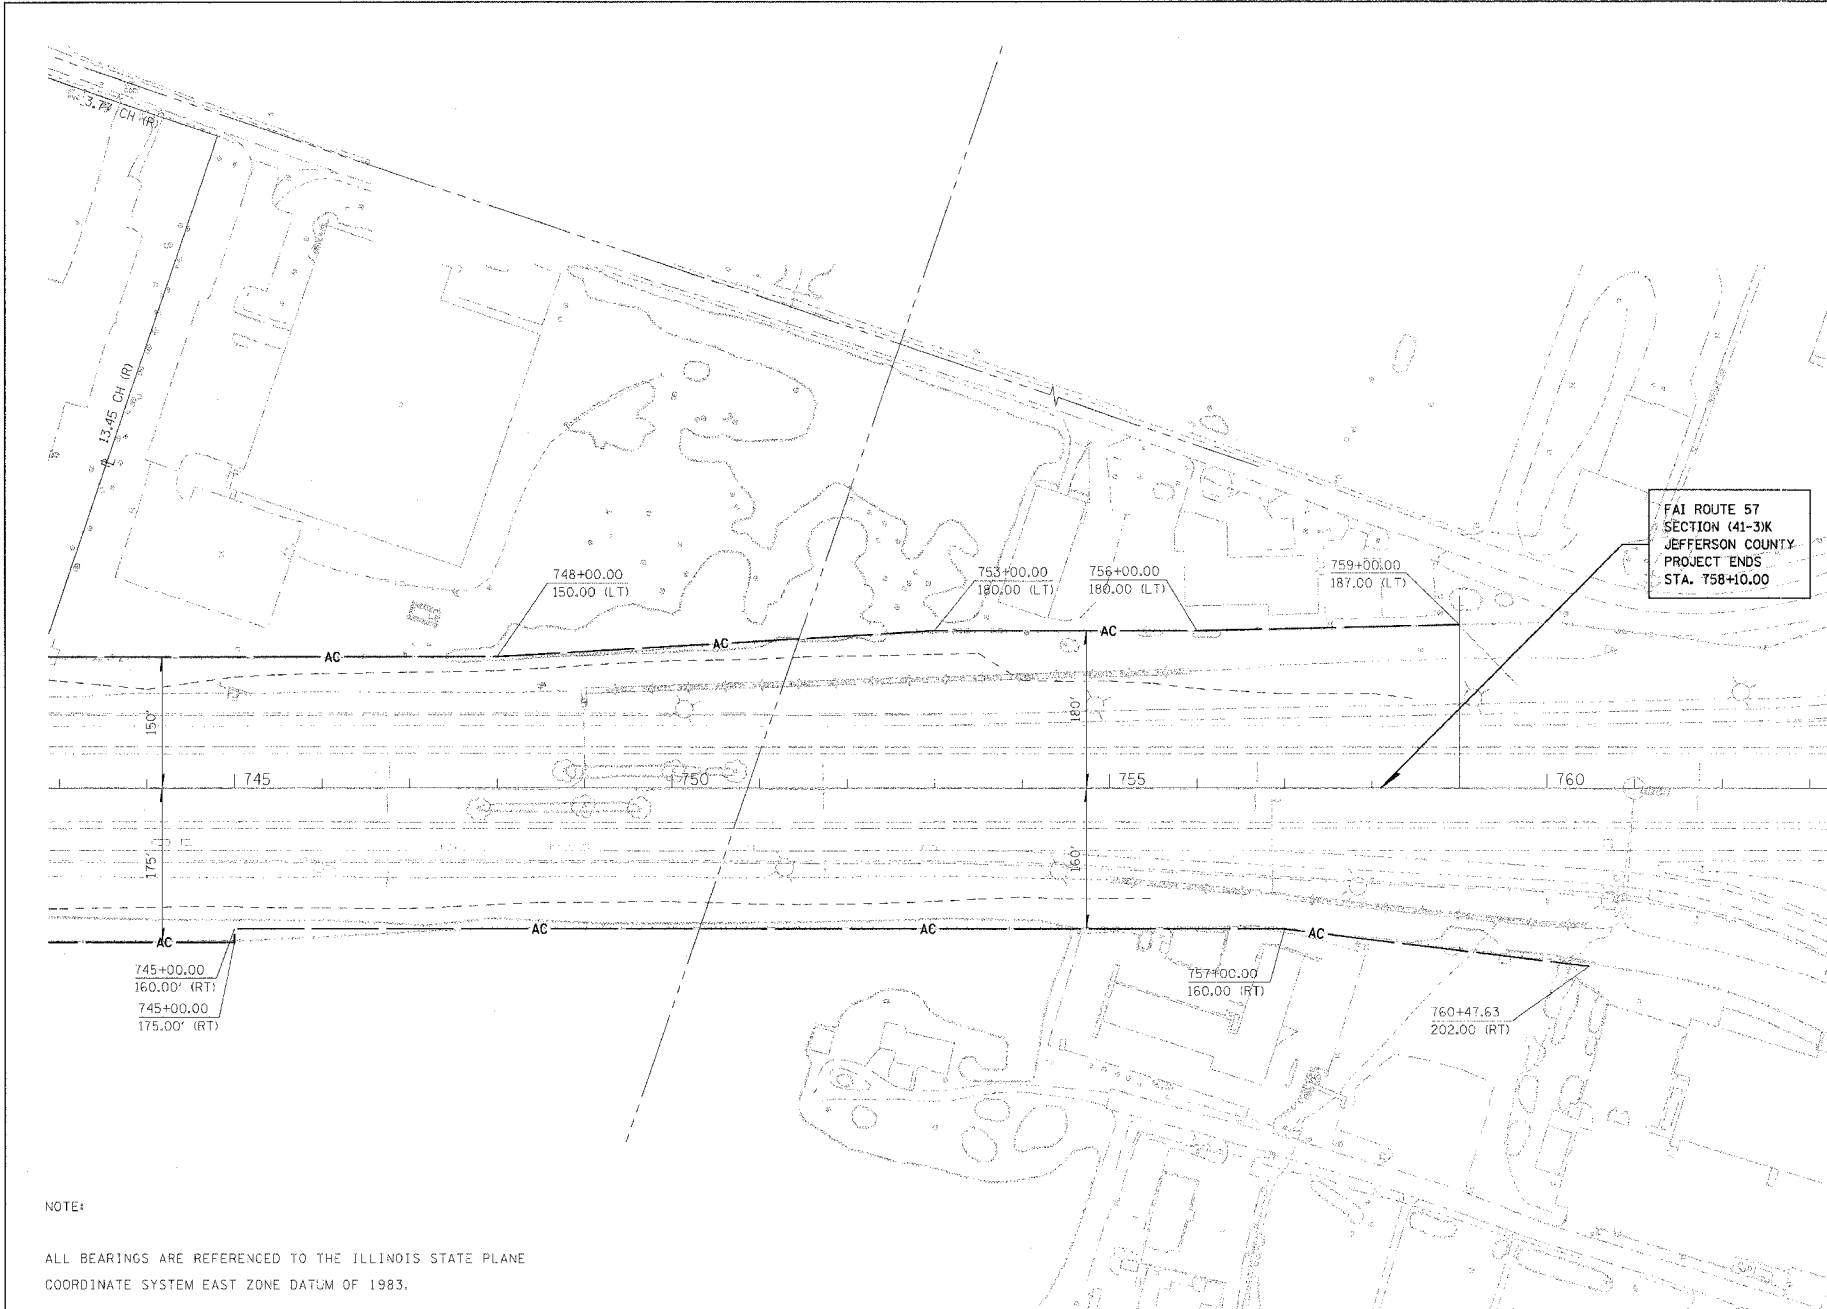 3.77 CH (R)
13.45 CH (R)
748+00.00
150.00 (LT)
753+00.00
180.00 (LT)
756+00.00
180.00 (LT)
759+00.00
187.00 (LT)
FAI ROUTE 57
SECTION (41-3)K
JEFFERSON COUNTY
PROJECT ENDS
STA. 758+10.00
AC
AC
AC
150'
180'
745
750
755
760
175'
160'
AC
AC
AC
AC
745+00.00
160.00' (RT)
745+00.00
175.00' (RT)
757+00.00
160.00 (RT)
760+47.63
202.00 (RT)
NOTE:
ALL BEARINGS ARE REFERENCED TO THE ILLINOIS STATE PLANE
COORDINATE SYSTEM EAST ZONE DATUM OF 1983.